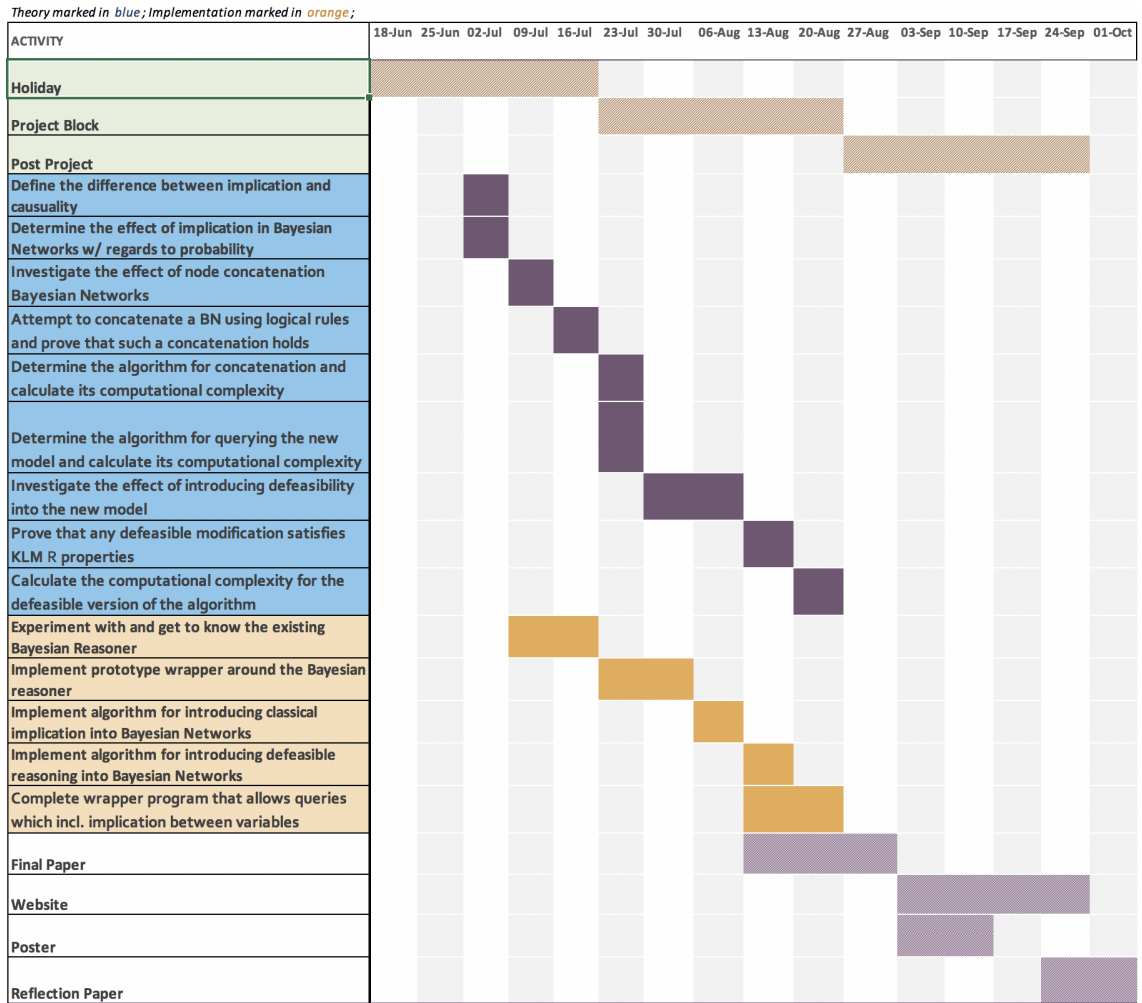 Theory marked in blue; Implementation marked in orange;
ACTIVITY
18-Jun 25-Jun 02-Jul 09-Jul 16-Jul 23-Jul 30-Jul 06-Aug 13-Aug 20-Aug 27-Aug 03-Sep 10-Sep 17-Sep 24-Sep 01-Oct
Holiday
Project Block
Post Project
Define the difference between implication and
causuality
Determine the effect of implication in Bayesian
Networks w/ regards to probability
Investigate the effect of node concatenation
Bayesian Networks
Attempt to concatenate a BN using logical rules
and prove that such a concatenation holds
Determine the algorithm for concatenation and
calculate its computational complexity
Determine the algorithm for querying the new
model and calculate its computational complexity
Investigate the effect of introducing defeasibility
into the new model
Prove that any defeasible modification satisfies
KLM R properties
Calculate the computational complexity for the
defeasible version of the algorithm
Experiment with and get to know the existing
Bayesian Reasoner
Implement prototype wrapper around the Bayesian
reasoner
Implement algorithm for introducing classical
implication into Bayesian Networks
Implement algorithm for introducing defeasible
reasoning into Bayesian Networks
Complete wrapper program that allows queries
which incl. implication between variables
Final Paper
Website
Poster
Reflection Paper